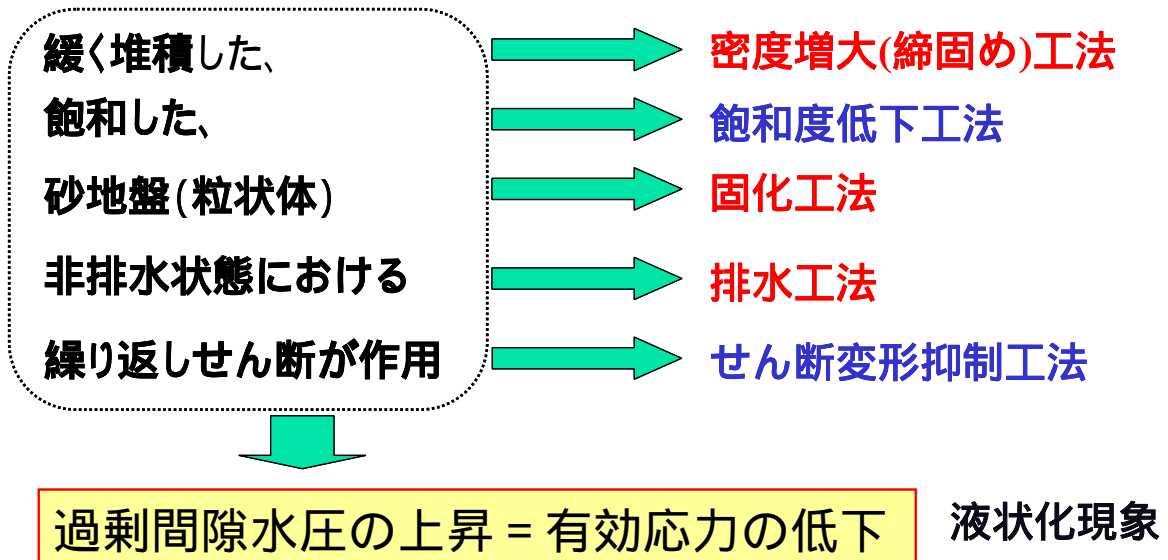 緩く堆積した、 密度増大(締固め)工法
飽和した、 飽和度低下工法
砂地盤(粒状体) 固化工法
非排水状態における 排水工法
繰り返しせん断が作用 せん断変形抑制工法
過剰間隙水圧の上昇 = 有効応力の低下 液状化現象